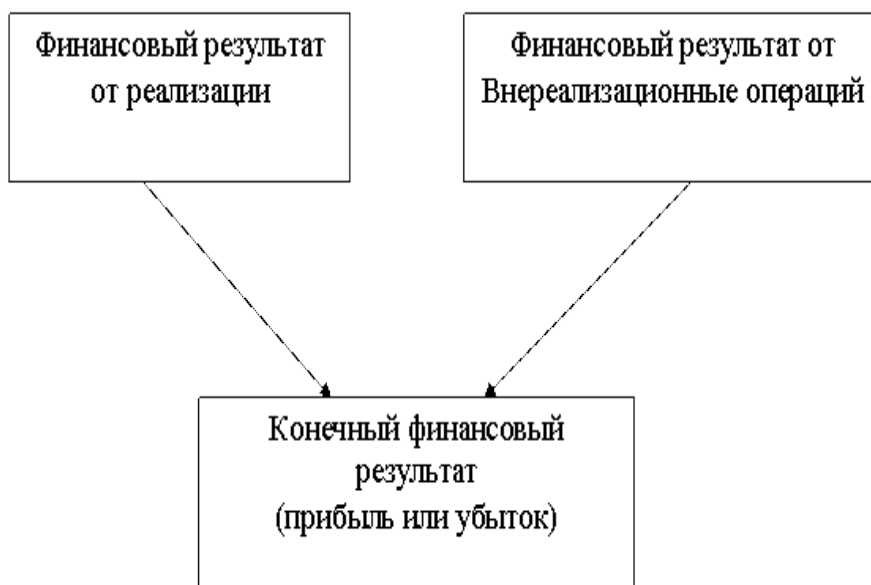 Финансовый результат
от реализации
Финансовый результат от
Внереализационные операций
Конечный финансовый
результат
(прибыль или убыток)